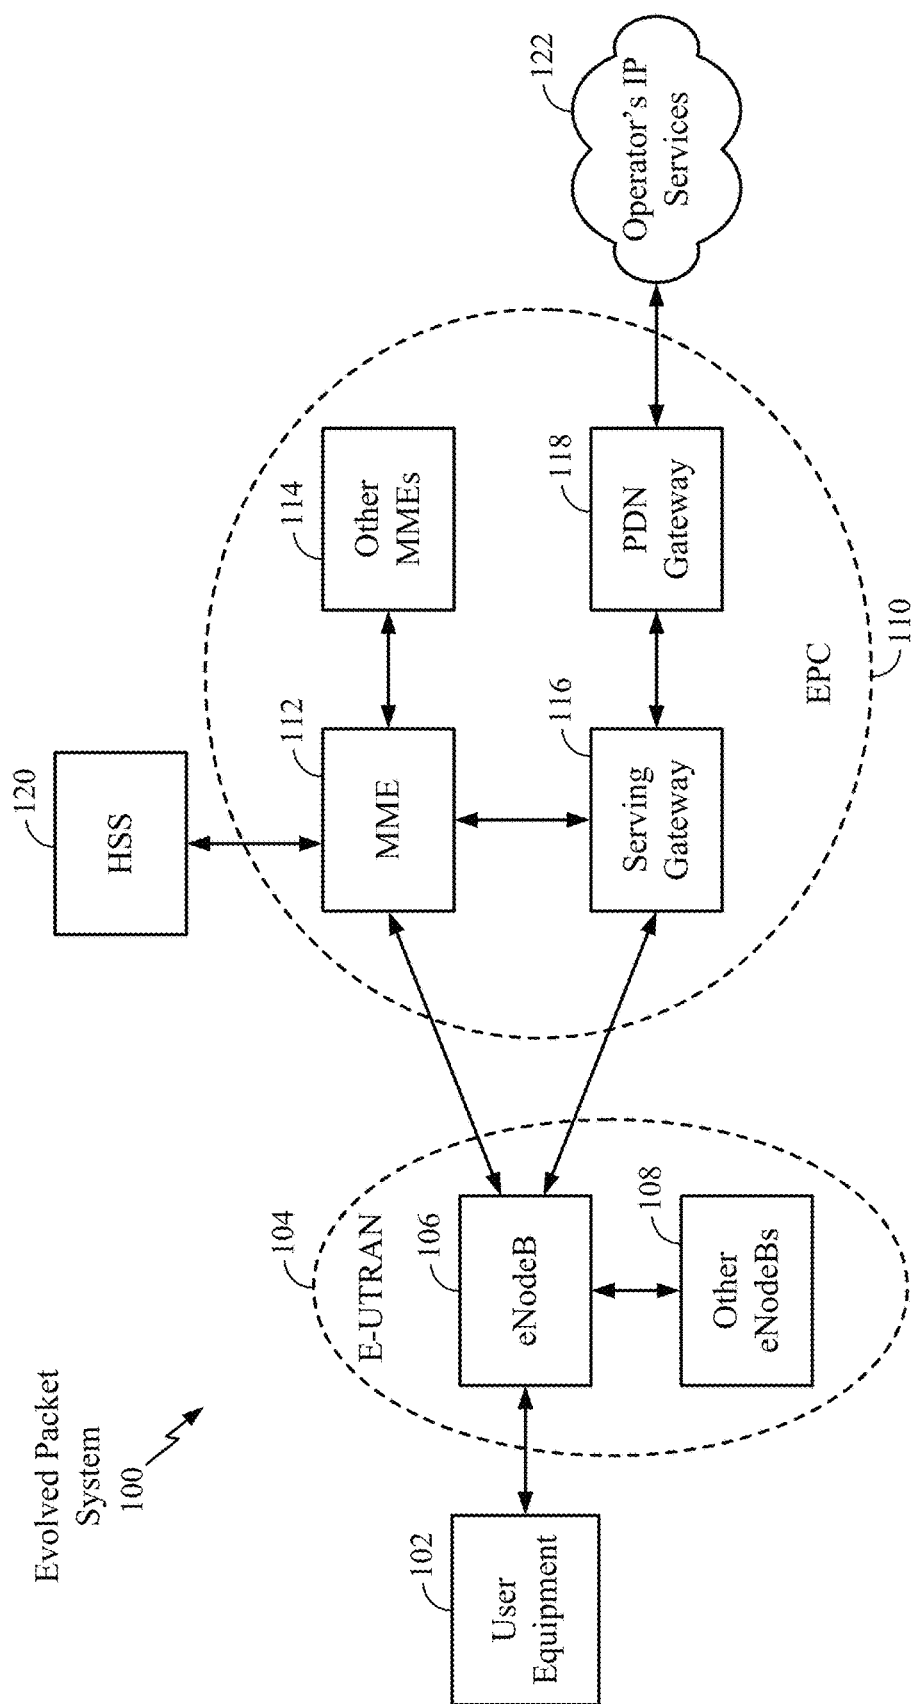 Evolved Packet
System
100
102
User
Equipment
104
E-UTRAN
106
eNodeB
108
Other
eNodeBs
120
HSS
112
MME
114
Other
MMEs
116
Serving
Gateway
118
PDN
Gateway
EPC
110
122
Operator's IP
Services